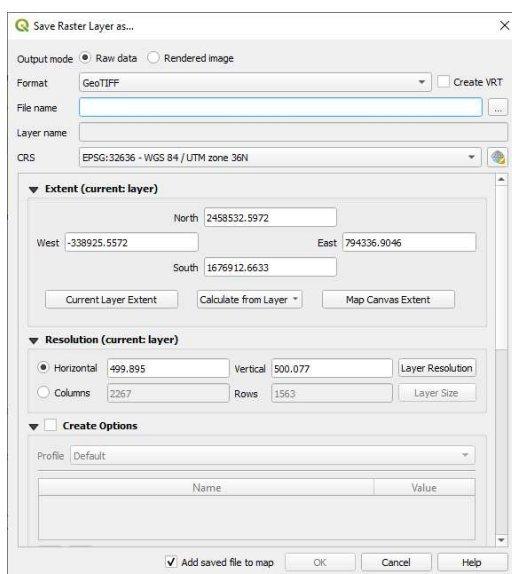 Save Raster Layer as...
Output mode Raw data Rendered image
Format GeoTIFF Create VRT
File name ...
Layer name
CRS EPSG:32636 - WGS 84 / UTM zone 36N
Extent (current: layer)
North 2458532.5972
West -338925.5572 East 794336.9046
South 1676912.6633
Current Layer Extent Calculate from Layer Map Canvas Extent
Resolution (current: layer)
Horizontal 499.895 Vertical 500.077 Layer Resolution
Columns 2267 Rows 1563 Layer Size
Create Options
Profile Default
Name Value
Add saved file to map OK Cancel Help